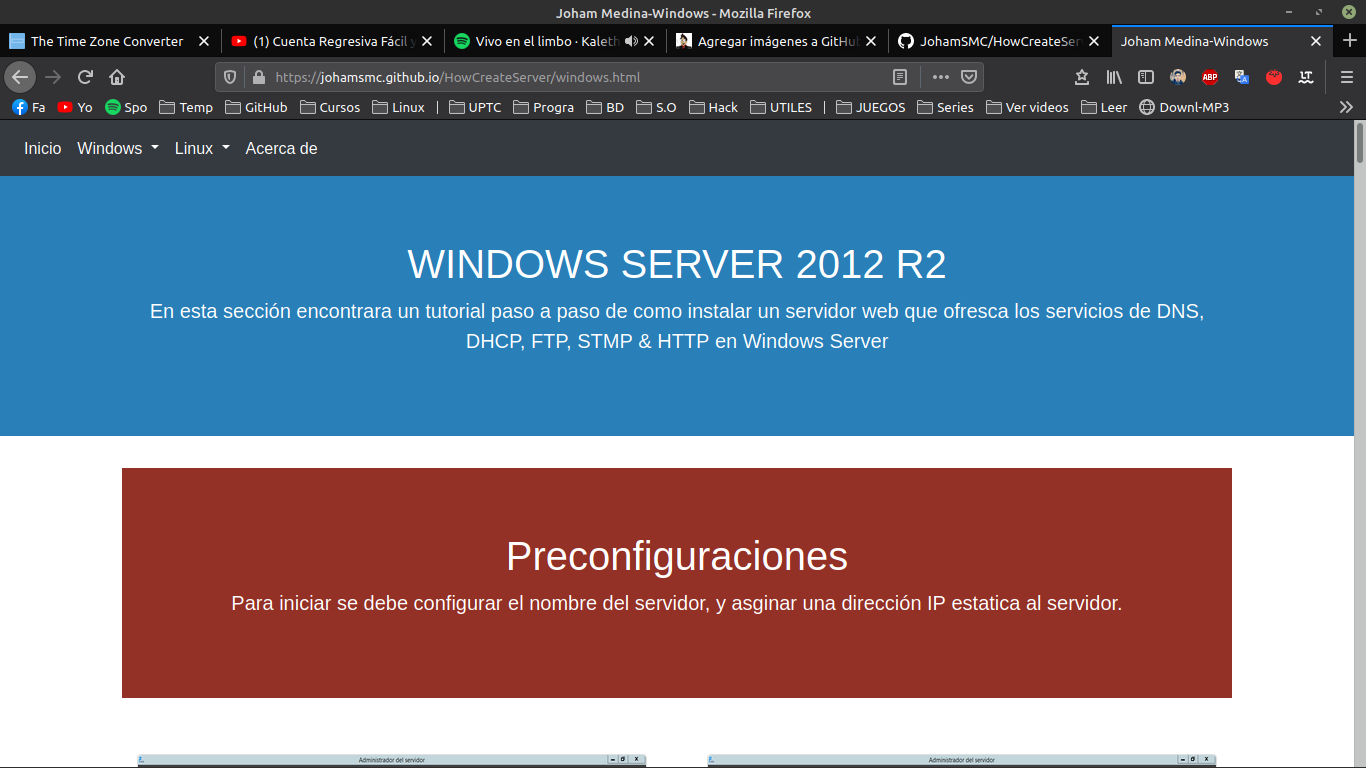 Joham Medina-Windows - Mozilla Firefox
The Time Zone Converter
(1) Cuenta Regresiva Fácil y
Vivo en el limbo · Kaleth
Agregar imágenes a GitHu
JohamSMC/HowCreateSer
Joham Medina-Windows
https://johamsmc.github.io/HowCreateServer/windows.html
ABP
LT
Fa
Yo
Spo
Temp
GitHub
Cursos
Linux
|
UPTC
Progra
BD
S.O
Hack
UTILES
|
JUEGOS
Series
Ver videos
Leer
Downl-MP3
Inicio
Windows
Linux
Acerca de
WINDOWS SERVER 2012 R2
En esta sección encontrara un tutorial paso a paso de como instalar un servidor web que ofresca los servicios de DNS,
DHCP, FTP, STMP & HTTP en Windows Server
Preconfiguraciones
Para iniciar se debe configurar el nombre del servidor, y asginar una dirección IP estatica al servidor.
Administrador del servidor
Administrador del servidor